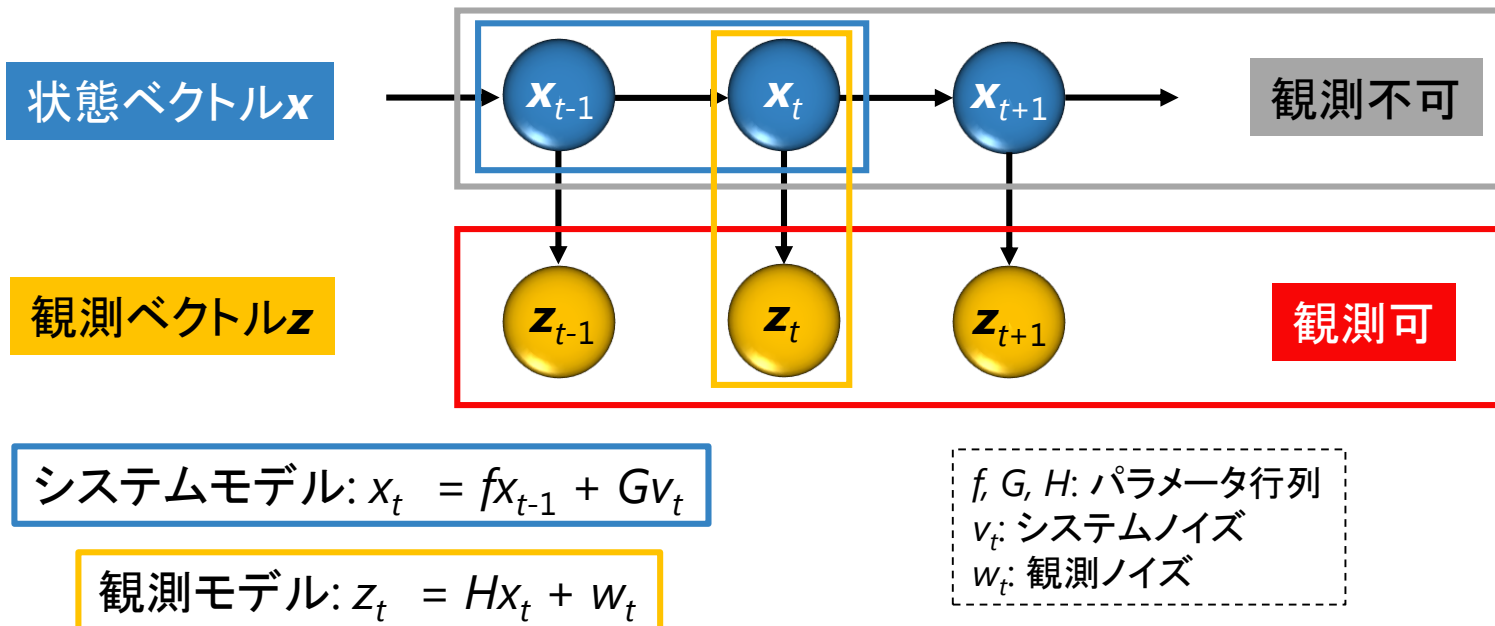 状態ベクトルx
x_{t-1}
x_t
x_{t+1}
観測不可
観測ベクトルz
z_{t-1}
z_t
z_{t+1}
観測可
システムモデル: x_t = fx_{t-1} + Gv_t
観測モデル: z_t = Hx_t + w_t
f, G, H: パラメータ行列
v_t: システムノイズ
w_t: 観測ノイズ